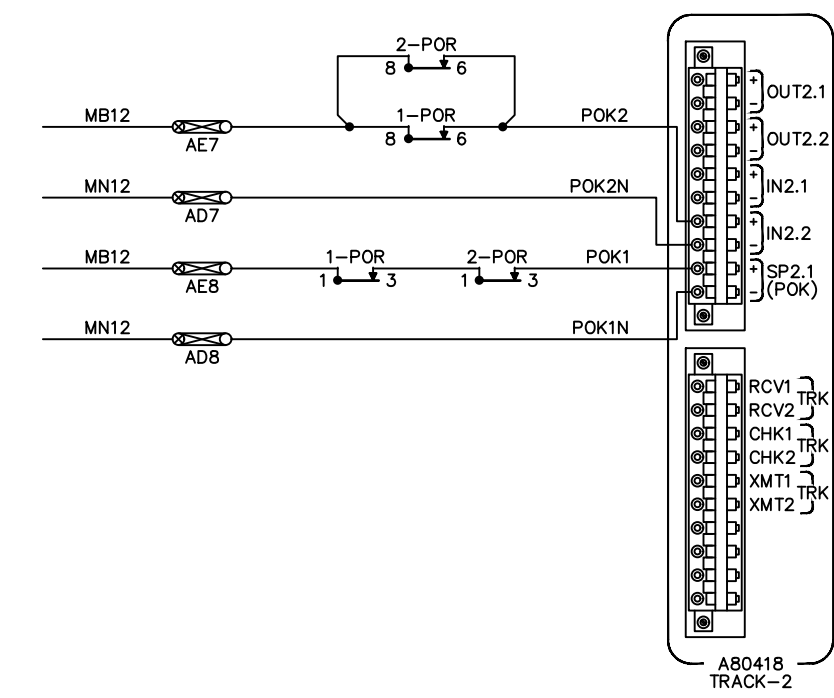 2-POR
8 6
+ OUT2.1
-
MB12 1-POR POK2
AE7 8 6
+ OUT2.2
-
MN12 POK2N
AD7
+ IN2.1
-
+ IN2.2
-
MB12 1-POR 2-POR POK1
AE8 1 3 1 3
+ SP2.1
- (POK)
MN12 POK1N
AD8
RCV1 TRK
RCV2
CHK1 TRK
CHK2
XMT1 TRK
XMT2
A80418
TRACK-2